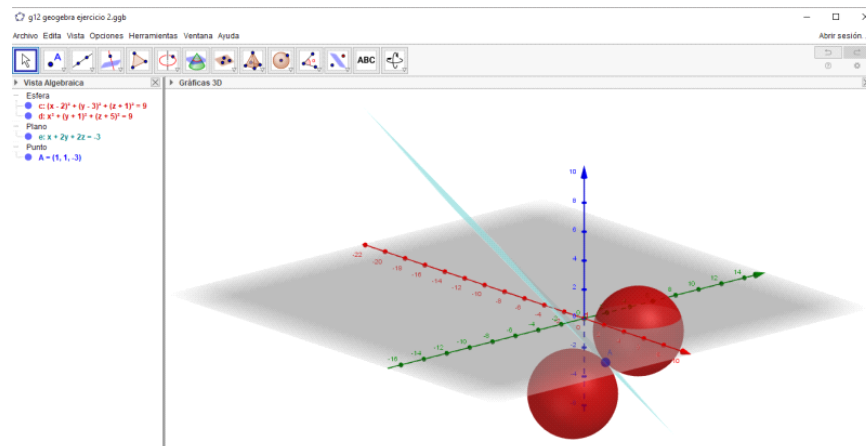 g12 geogebra ejercicio 2.ggb
Archivo Edita Vista Opciones Herramientas Ventana Ayuda
Abrir sesión...
A
ABC
Vista Algebraica
Gráficas 3D
Esfera
c: (x - 2)² + (y - 3)² + (z + 1)² = 9
d: x² + (y + 1)² + (z + 5)² = 9
Plano
e: x + 2y + 2z = -3
Punto
A = (1, 1, -3)
10
8
6
4
2
0
-2
-4
-22
-20
-18
-16
-14
-12
-10
-8
-6
-4
-16
-14
-12
-10
-8
-6
-4
8
10
12
14
10
A